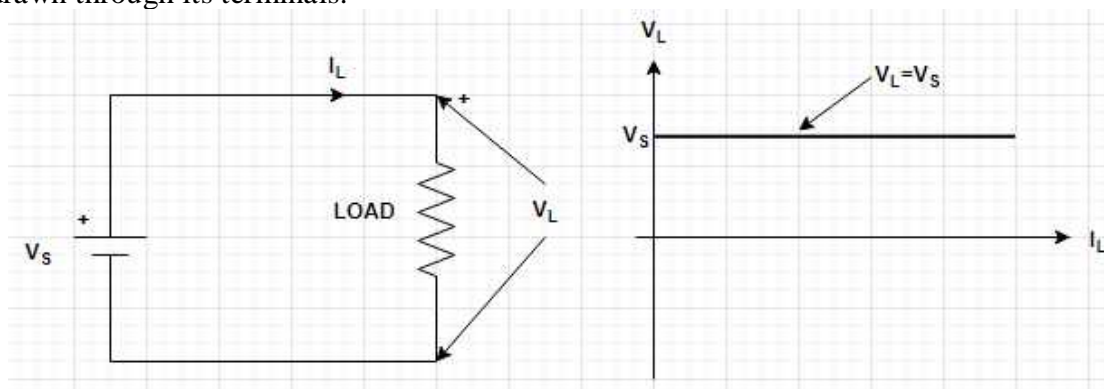 drawn through its terminals.
I_L
+
LOAD
V_L
+
V_S
V_L
V_L=V_S
V_S
I_L